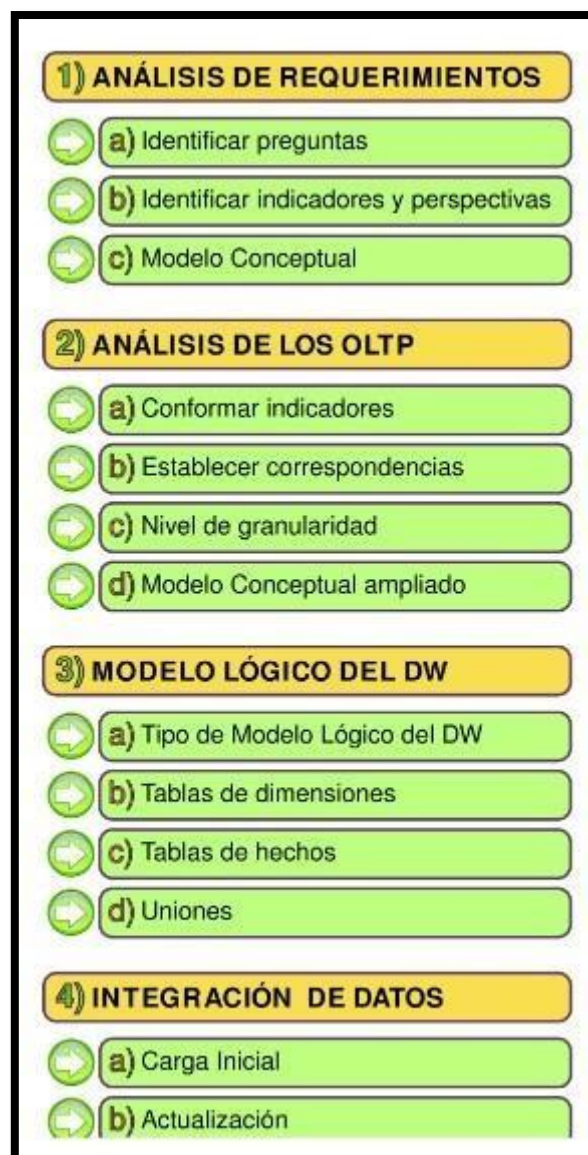 1) ANÁLISIS DE REQUERIMIENTOS
a) Identificar preguntas
b) Identificar indicadores y perspectivas
c) Modelo Conceptual
2) ANÁLISIS DE LOS OLTP
a) Conformar indicadores
b) Establecer correspondencias
c) Nivel de granularidad
d) Modelo Conceptual ampliado
3) MODELO LÓGICO DEL DW
a) Tipo de Modelo Lógico del DW
b) Tablas de dimensiones
c) Tablas de hechos
d) Uniones
4) INTEGRACIÓN DE DATOS
a) Carga Inicial
b) Actualización